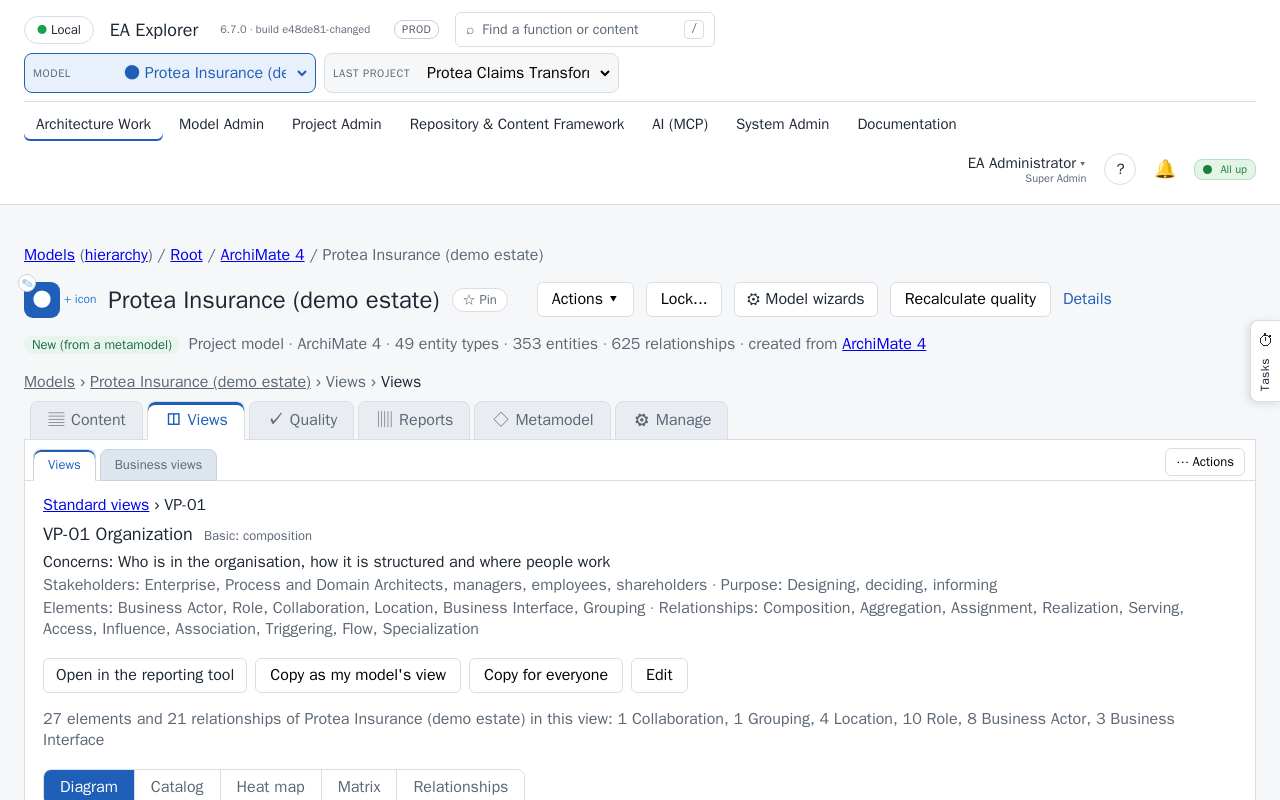 Local EA Explorer 6.7.0 · build e48de81-changed PROD Find a function or content /
MODEL Protea Insurance (de LAST PROJECT Protea Claims Transfor
Architecture Work Model Admin Project Admin Repository & Content Framework AI (MCP) System Admin Documentation
EA Administrator ▾ ? All up
Super Admin
Models (hierarchy) / Root / ArchiMate 4 / Protea Insurance (demo estate)
+ icon Protea Insurance (demo estate) ☆ Pin Actions ▾ Lock... ⚙ Model wizards Recalculate quality Details
New (from a metamodel) Project model · ArchiMate 4 · 49 entity types · 353 entities · 625 relationships · created from ArchiMate 4
Tasks
Models › Protea Insurance (demo estate) › Views › Views
Content Views ✓ Quality Reports Metamodel Manage
Views Business views ··· Actions
Standard views › VP-01
VP-01 Organization Basic: composition
Concerns: Who is in the organisation, how it is structured and where people work
Stakeholders: Enterprise, Process and Domain Architects, managers, employees, shareholders · Purpose: Designing, deciding, informing
Elements: Business Actor, Role, Collaboration, Location, Business Interface, Grouping · Relationships: Composition, Aggregation, Assignment, Realization, Serving,
Access, Influence, Association, Triggering, Flow, Specialization
Open in the reporting tool Copy as my model's view Copy for everyone Edit
27 elements and 21 relationships of Protea Insurance (demo estate) in this view: 1 Collaboration, 1 Grouping, 4 Location, 10 Role, 8 Business Actor, 3 Business
Interface
Diagram Catalog Heat map Matrix Relationships